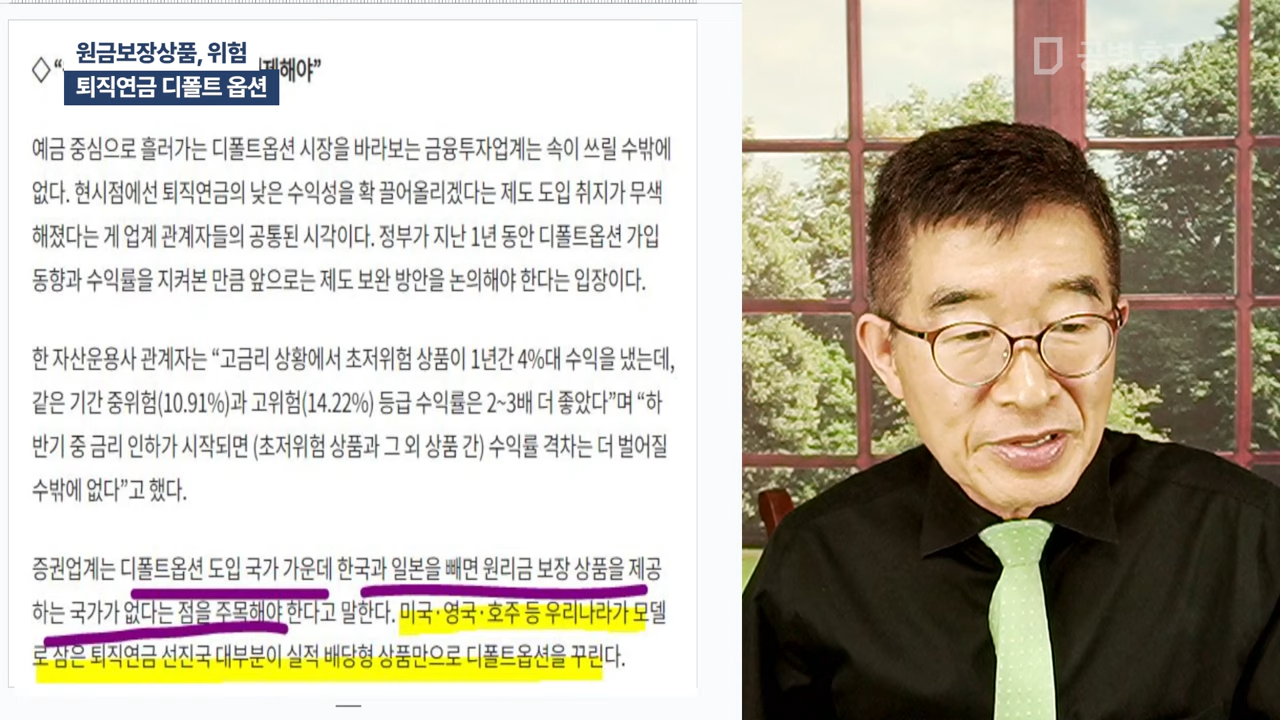 원금보장상품, 위험
퇴직연금 디폴트 옵션
해야”
예금 중심으로 흘러가는 디폴트옵션 시장을 바라보는 금융투자업계는 속이 쓰릴 수밖에
없다. 현시점에선 퇴직연금의 낮은 수익성을 확 끌어올리겠다는 제도 도입 취지가 무색
해졌다는 게 업계 관계자들의 공통된 시각이다. 정부가 지난 1년 동안 디폴트옵션 가입
동향과 수익률을 지켜본 만큼 앞으로는 제도 보완 방안을 논의해야 한다는 입장이다.
한 자산운용사 관계자는 “고금리 상황에서 초저위험 상품이 1년간 4%대 수익을 냈는데,
같은 기간 중위험(10.91%)과 고위험(14.22%) 등급 수익률은 2~3배 더 좋았다”며 “하
반기 중 금리 인하가 시작되면 (초저위험 상품과 그 외 상품 간) 수익률 격차는 더 벌어질
수밖에 없다”고 했다.
증권업계는 디폴트옵션 도입 국가 가운데 한국과 일본을 빼면 원리금 보장 상품을 제공
하는 국가가 없다는 점을 주목해야 한다고 말한다. 미국·영국·호주 등 우리나라가 모델
로 삼은 퇴직연금 선진국 대부분이 실적 배당형 상품만으로 디폴트옵션을 꾸린다.